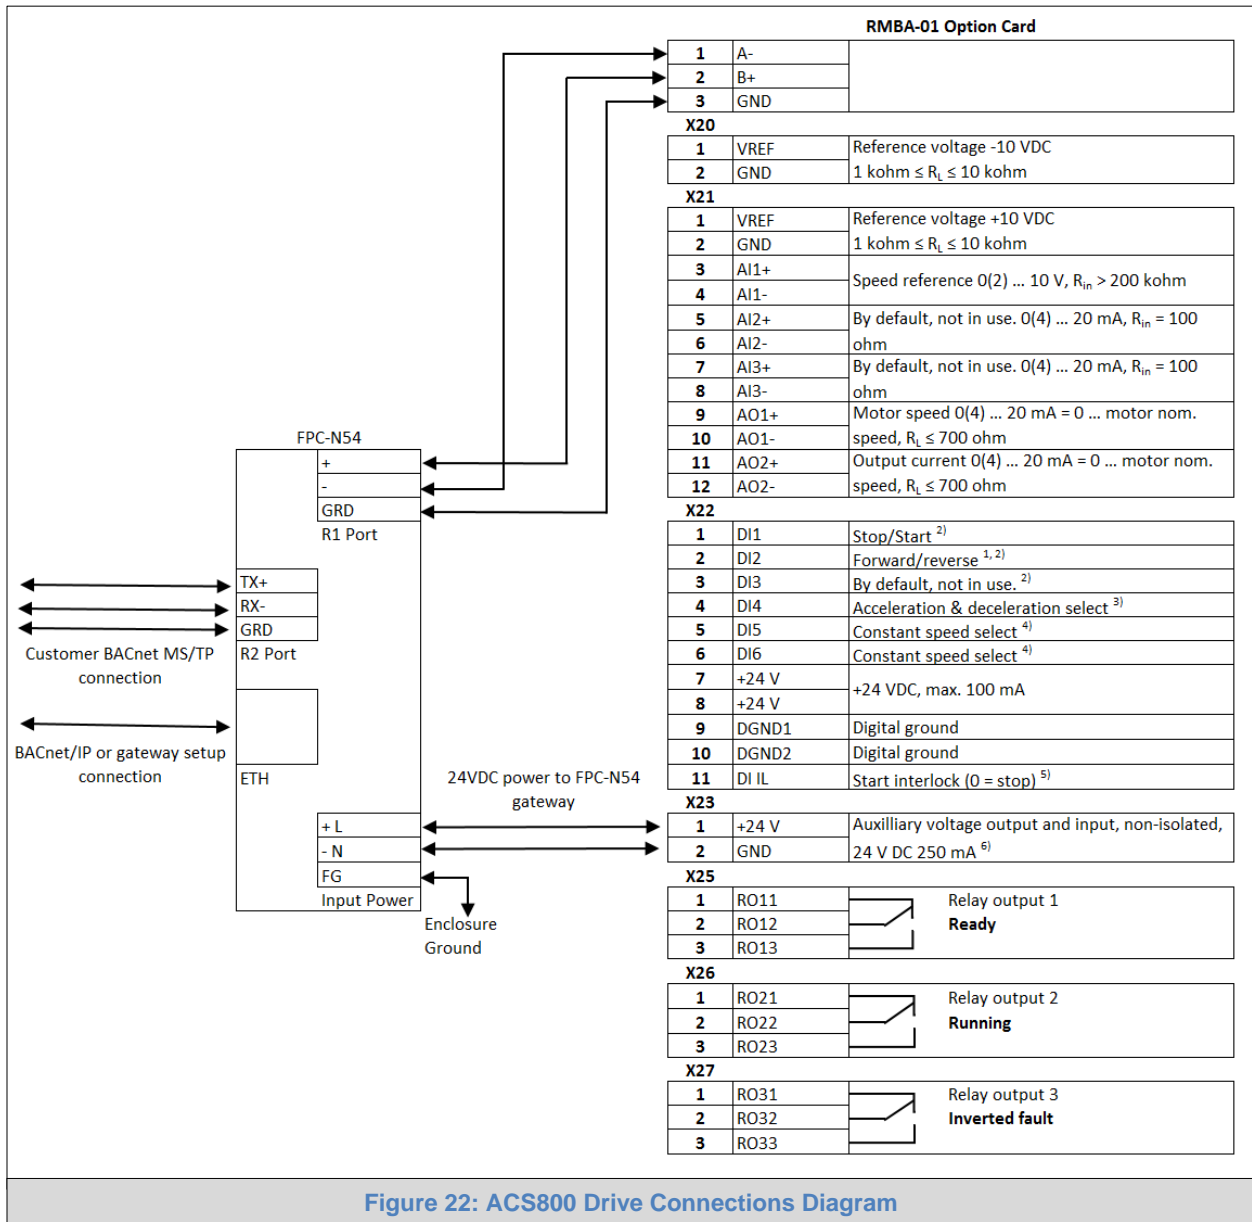 RMBA-01 Option Card
1 A-
2 B+
3 GND
X20
1 VREF Reference voltage -10 VDC
2 GND 1 kohm ≤ RL ≤ 10 kohm
X21
1 VREF Reference voltage +10 VDC
2 GND 1 kohm ≤ RL ≤ 10 kohm
3 AI1+ Speed reference 0(2) ... 10 V, Rin > 200 kohm
4 AI1-
5 AI2+ By default, not in use. 0(4) ... 20 mA, Rin = 100
6 AI2- ohm
7 AI3+ By default, not in use. 0(4) ... 20 mA, Rin = 100
8 AI3- ohm
9 AO1+ Motor speed 0(4) ... 20 mA = 0 ... motor nom.
10 AO1- speed, RL ≤ 700 ohm
11 AO2+ Output current 0(4) ... 20 mA = 0 ... motor nom.
12 AO2- speed, RL ≤ 700 ohm
X22
1 DI1 Stop/Start 2)
2 DI2 Forward/reverse 1, 2)
3 DI3 By default, not in use. 2)
4 DI4 Acceleration & deceleration select 3)
5 DI5 Constant speed select 4)
6 DI6 Constant speed select 4)
7 +24 V +24 VDC, max. 100 mA
8 +24 V
9 DGND1 Digital ground
10 DGND2 Digital ground
11 DI IL Start interlock (0 = stop) 5)
X23
1 +24 V Auxilliary voltage output and input, non-isolated,
2 GND 24 V DC 250 mA 6)
X25
1 RO11 Relay output 1
2 RO12 Ready
3 RO13
X26
1 RO21 Relay output 2
2 RO22 Running
3 RO23
X27
1 RO31 Relay output 3
2 RO32 Inverted fault
3 RO33
FPC-N54
+
-
GRD
R1 Port
TX+
RX-
GRD
R2 Port
Customer BACnet MS/TP
connection
BACnet/IP or gateway setup
connection
ETH
24VDC power to FPC-N54
gateway
+ L
- N
FG
Input Power
Enclosure
Ground
Figure 22: ACS800 Drive Connections Diagram